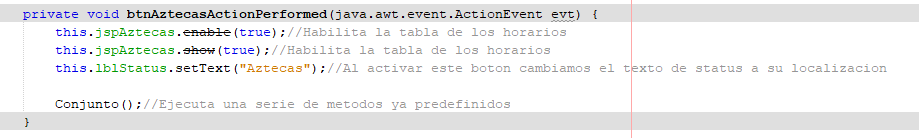 private void btnAztecasActionPerformed(java.awt.event.ActionEvent evt) {
this.jspAztecas.enable(true);//Habilita la tabla de los horarios
this.jspAztecas.show(true);//Habilita la tabla de los horarios
this.lblStatus.setText("Aztecas");//Al activar este boton cambiamos el texto de status a su localizacion
Conjunto();//Ejecuta una serie de metodos ya predefinidos
}